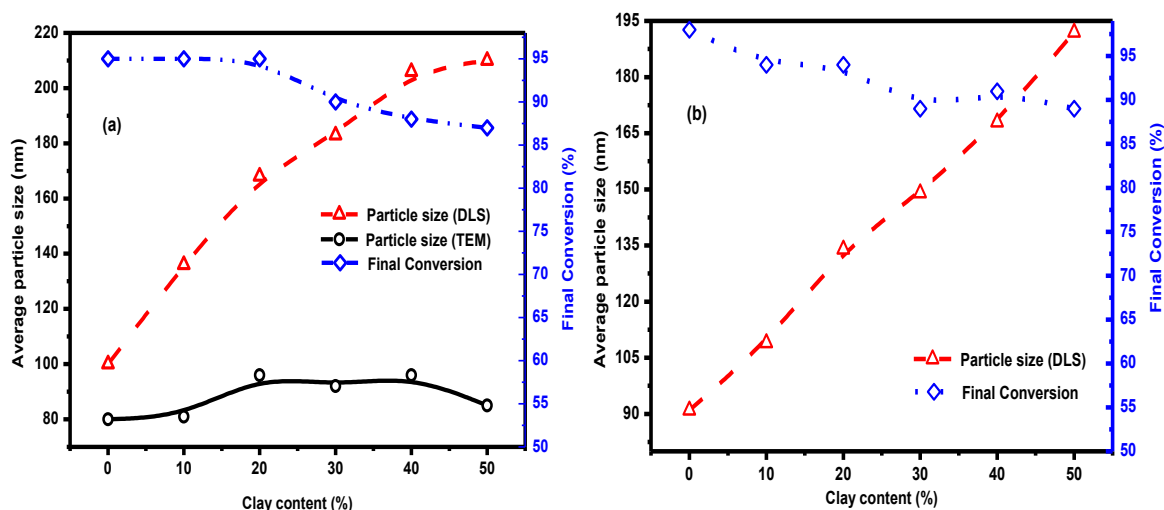 220
200
180
160
140
120
100
80
Average particle size (nm)
(a)
Particle size (DLS)
Particle size (TEM)
Final Conversion
95
90
85
80
75
70
65
60
55
50
Final Conversion (%)
0 10 20 30 40 50
Clay content (%)
195
180
165
150
135
120
105
90
Average particle size (nm)
(b)
Particle size (DLS)
Final Conversion
95
90
85
80
75
70
65
60
55
50
Final Conversion (%)
0 10 20 30 40 50
Clay content (%)